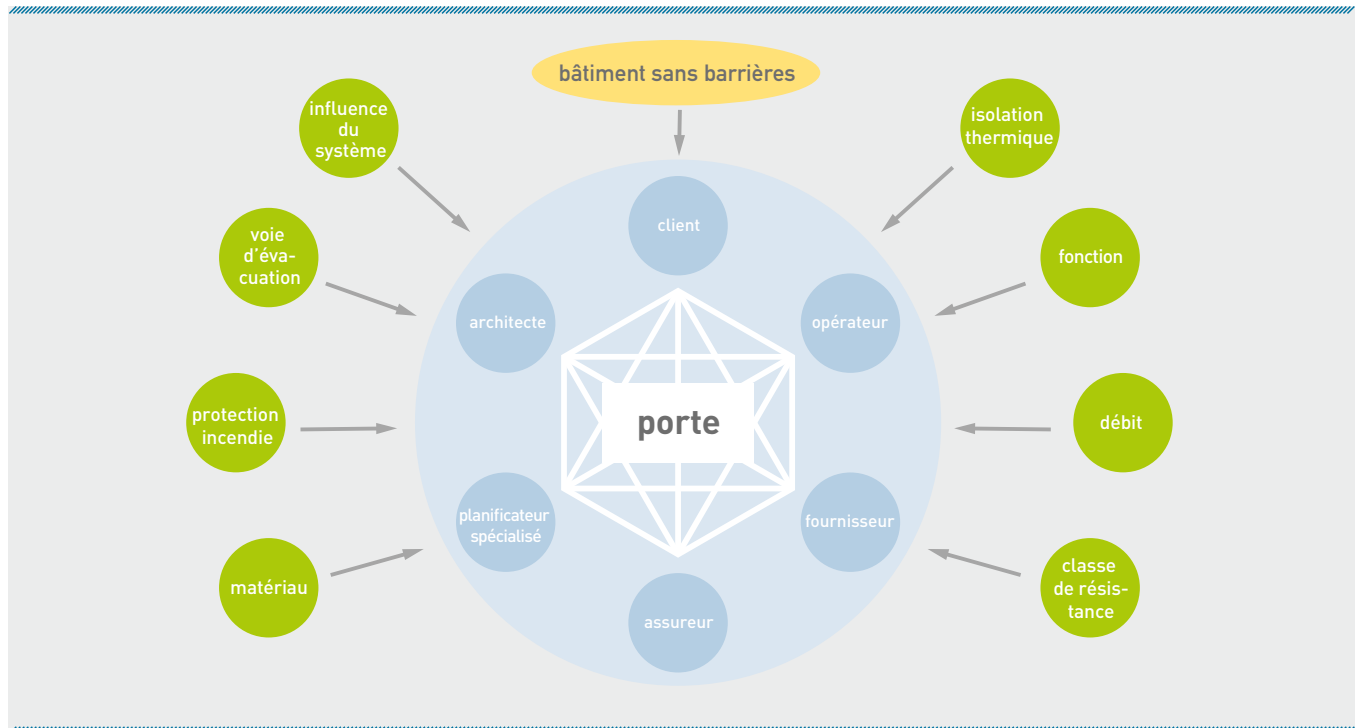 bâtiment sans barrières
influence
du
système
isolation
thermique
client
voie
d'éva-
cuation
fonction
architecte
opérateur
protection
incendie
porte
débit
planificateur
spécialisé
fournisseur
matériau
classe
de résis-
tance
assureur